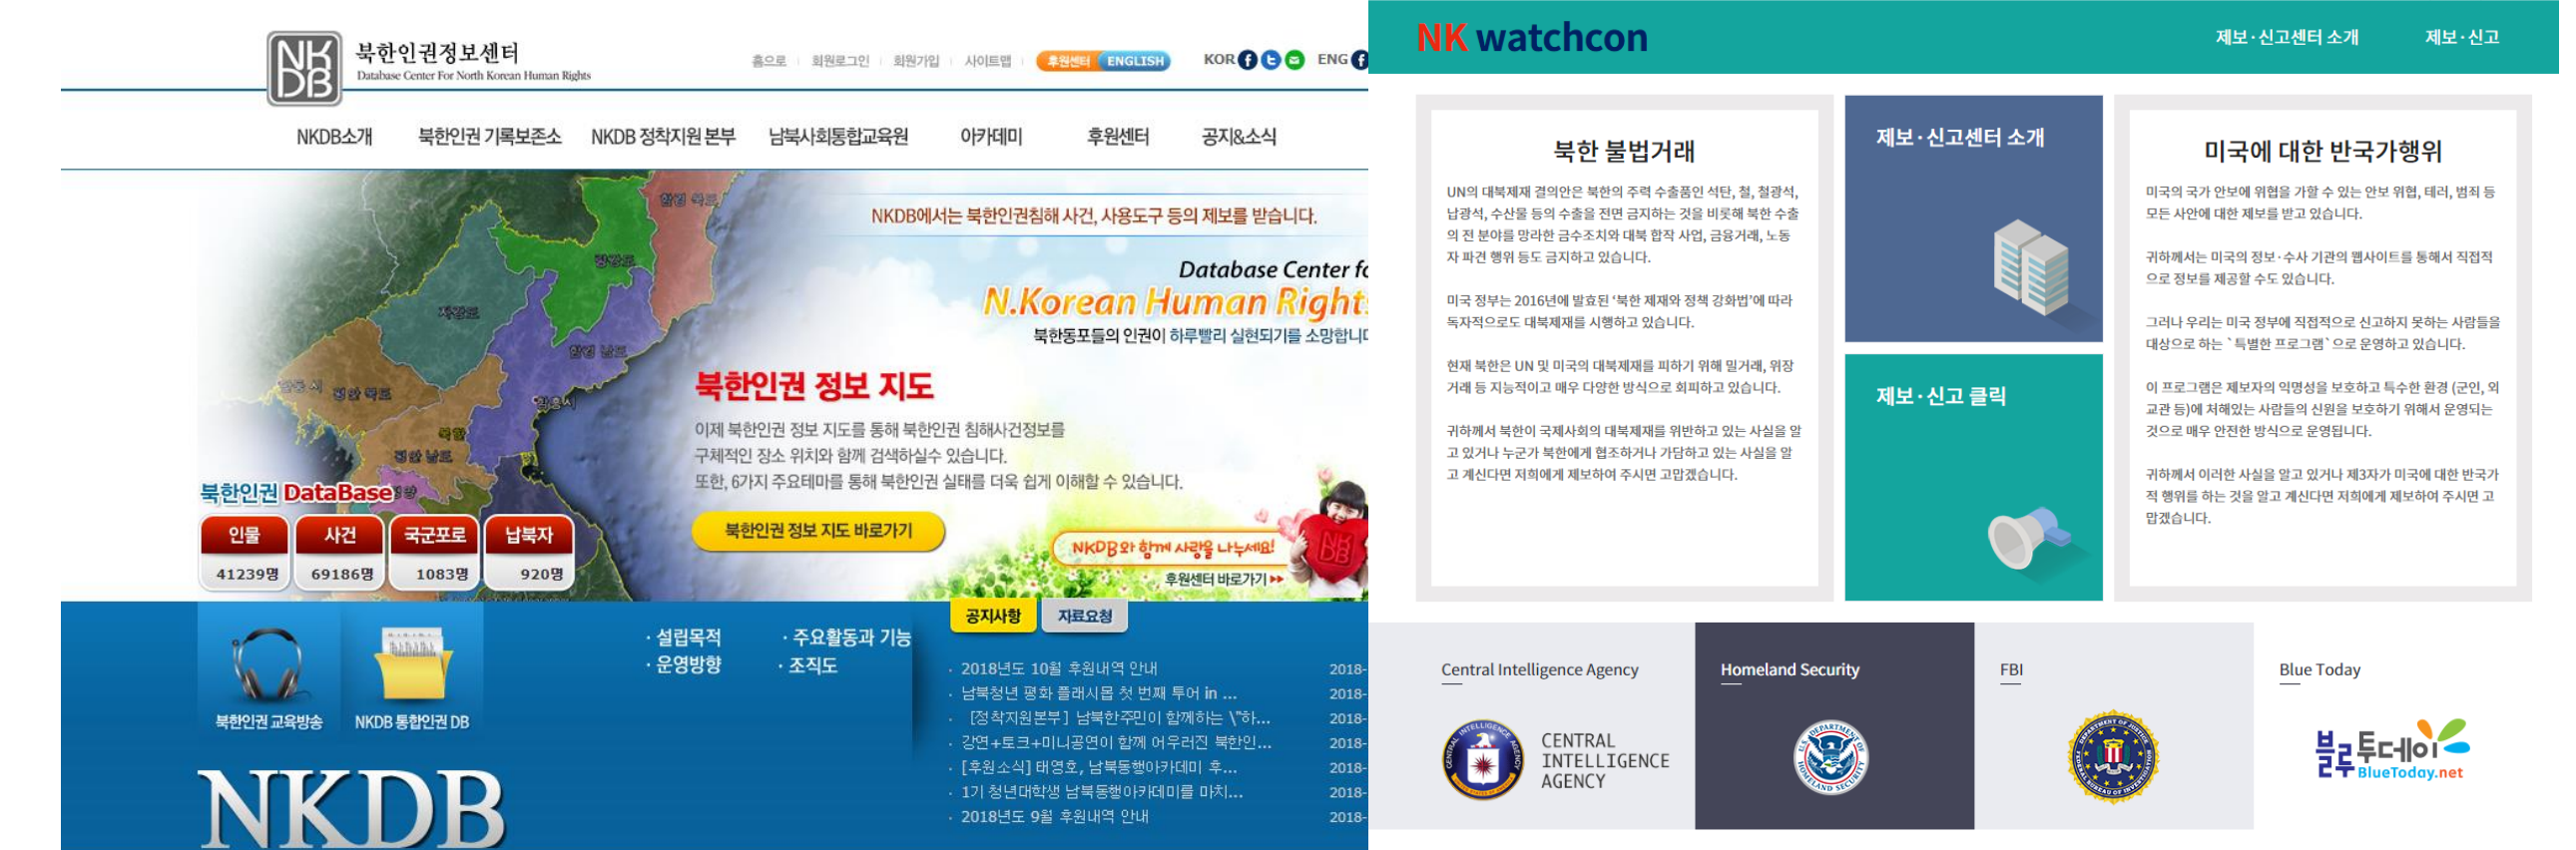 NKDB
북한인권정보센터
Database Center For North Korean Human Rights
홈으로 회원로그인 회원가입 사이트맵 후원센터 ENGLISH KOR ENG
NKDB소개 북한인권 기록보존소 NKDB 정착지원 본부 남북사회통합교육원 아카데미 후원센터 공지&소식
NKDB에서는 북한인권침해 사건, 사용도구 등의 제보를 받습니다.
Database Center fo
N.Korean Human Rights
북한동포들의 인권이 하루빨리 실현되기를 소망합니다
함경 북도
량강도
자강도
함경 남도
평안 북도
함흥시
북한
평안 남도
북한인권 정보 지도
이제 북한인권 정보 지도를 통해 북한인권 침해사건정보를
구체적인 장소 위치와 함께 검색하실수 있습니다.
또한, 6가지 주요테마를 통해 북한인권 실태를 더욱 쉽게 이해할 수 있습니다.
북한인권 정보 지도 바로가기
북한인권 DataBase
인물 사건 국군포로 납북자
41239명 69186명 1083명 920명
NKDB와 함께 사랑을 나누세요!
후원센터 바로가기
북한인권 교육방송 NKDB 통합인권 DB
· 설립목적 · 주요활동과 기능
· 운영방향 · 조직도
공지사항 자료요청
· 2018년도 10월 후원내역 안내 2018-
· 남북청년 평화 플래시몹 첫 번째 투어 in ... 2018-
· [정착지원본부] 남북한주민이 함께하는 \"하... 2018-
· 강연+토크+미니공연이 함께 어우러진 북한인... 2018-
· [후원소식] 태영호, 남북동행아카데미 후... 2018-
· 1기 청년대학생 남북동행아카데미를 마치... 2018-
· 2018년도 9월 후원내역 안내 2018-
NKDB
NK watchcon
제보·신고센터 소개 제보·신고
북한 불법거래
UN의 대북제재 결의안은 북한의 주력 수출품인 석탄, 철, 철광석,
납광석, 수산물 등의 수출을 전면 금지하는 것을 비롯해 북한 수출
의 전 분야를 망라한 금수조치와 대북 합작 사업, 금융거래, 노동
자 파견 행위 등도 금지하고 있습니다.
미국 정부는 2016년에 발효된 ‘북한 제재와 정책 강화법’에 따라
독자적으로도 대북제재를 시행하고 있습니다.
현재 북한은 UN 및 미국의 대북제재를 피하기 위해 밀거래, 위장
거래 등 지능적이고 매우 다양한 방식으로 회피하고 있습니다.
귀하께서 북한이 국제사회의 대북제재를 위반하고 있는 사실을 알
고 있거나 누군가 북한에게 협조하거나 가담하고 있는 사실을 알
고 계신다면 저희에게 제보하여 주시면 고맙겠습니다.
제보·신고센터 소개
제보·신고 클릭
미국에 대한 반국가행위
미국의 국가 안보에 위협을 가할 수 있는 안보 위협, 테러, 범죄 등
모든 사안에 대한 제보를 받고 있습니다.
귀하께서는 미국의 정보·수사 기관의 웹사이트를 통해서 직접적
으로 정보를 제공할 수도 있습니다.
그러나 우리는 미국 정부에 직접적으로 신고하지 못하는 사람들을
대상으로 하는 `특별한 프로그램`으로 운영하고 있습니다.
이 프로그램은 제보자의 익명성을 보호하고 특수한 환경 (군인, 외
교관 등)에 처해있는 사람들의 신원을 보호하기 위해서 운영되는
것으로 매우 안전한 방식으로 운영됩니다.
귀하께서 이러한 사실을 알고 있거나 제3자가 미국에 대한 반국가
적 행위를 하는 것을 알고 계신다면 저희에게 제보하여 주시면 고
맙겠습니다.
Central Intelligence Agency
CENTRAL
INTELLIGENCE
AGENCY
Homeland Security
FBI
Blue Today
블루투데이
BlueToday.net